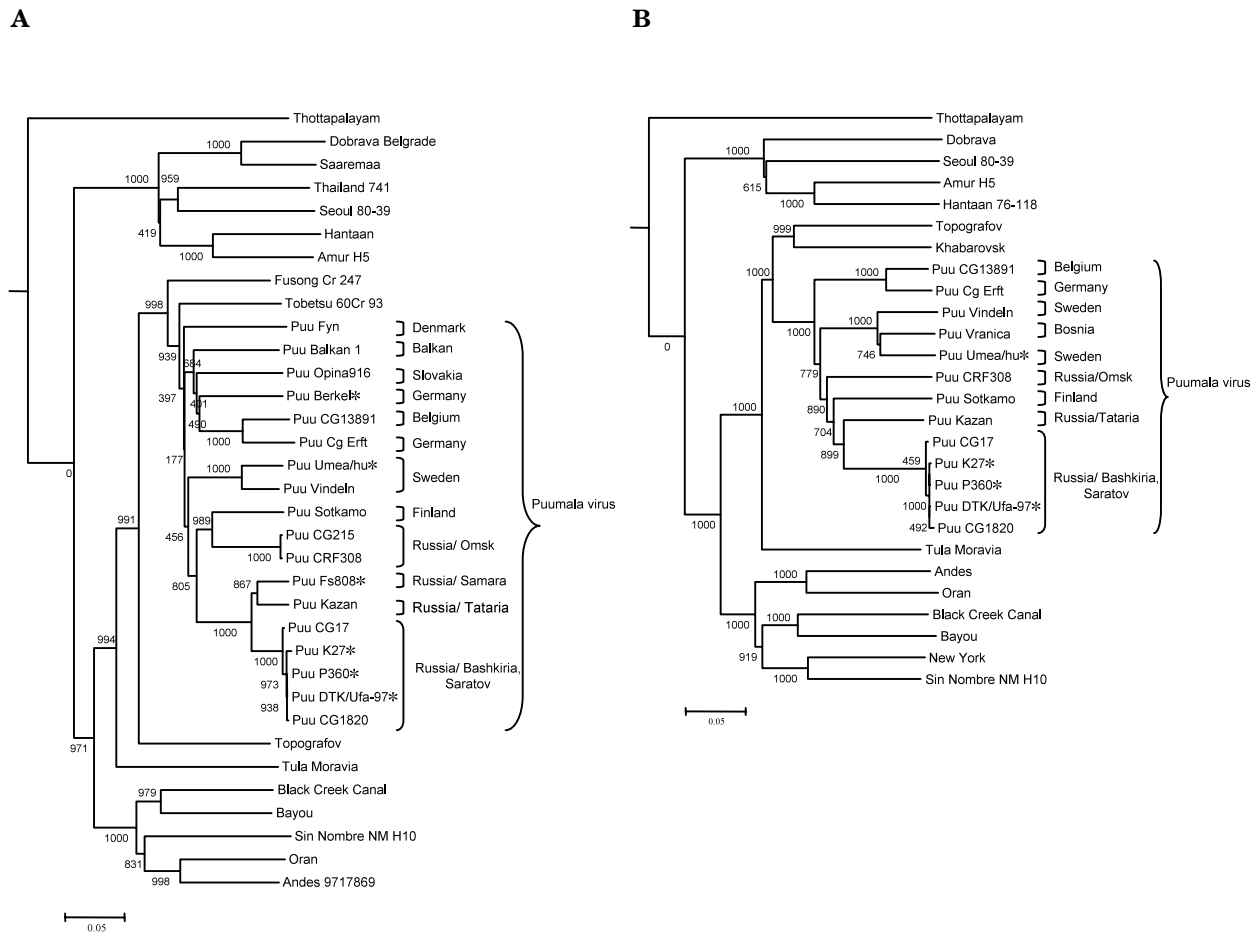 A
Thottapalayam
1000
Dobrava Belgrade
Saaremaa
1000
959
Thailand 741
Seoul 80-39
419
Hantaan
1000
Amur H5
Fusong Cr 247
998
Tobetsu 60Cr 93
Puu Fyn
Denmark
939
684
Puu Balkan 1
Balkan
Puu Opina916
Slovakia
397
401
Puu Berkel*
Germany
490
Puu CG13891
Belgium
1000
Puu Cg Erft
Germany
177
1000
Puu Umea/hu*
Sweden
0
Puu Vindeln
Puumala virus
991
989
Puu Sotkamo
Finland
456
Puu CG215
Russia/ Omsk
1000
Puu CRF308
805
867
Puu Fs808*
Russia/ Samara
Puu Kazan
Russia/ Tataria
1000
Puu CG17
994
1000
Puu K27*
Puu P360*
Russia/ Bashkiria,
Saratov
973
Puu DTK/Ufa-97*
938
Puu CG1820
971
Topografov
Tula Moravia
979
Black Creek Canal
Bayou
1000
Sin Nombre NM H10
831
Oran
998
Andes 9717869
0.05
B
Thottapalayam
1000
Dobrava
Seoul 80-39
615
Amur H5
1000
Hantaan 76-118
999
Topografov
Khabarovsk
1000
1000
Puu CG13891
Belgium
Puu Cg Erft
Germany
1000
1000
Puu Vindeln
Sweden
Puu Vranica
Bosnia
0
746
Puu Umea/hu*
Sweden
779
Puu CRF308
Russia/Omsk
Puumala virus
890
Puu Sotkamo
Finland
1000
704
Puu Kazan
Russia/Tataria
899
Puu CG17
459
Puu K27*
1000
Puu P360*
Russia/ Bashkiria,
Saratov
1000
Puu DTK/Ufa-97*
492
Puu CG1820
1000
Tula Moravia
1000
Andes
Oran
1000
1000
Black Creek Canal
Bayou
919
New York
1000
Sin Nombre NM H10
0.05